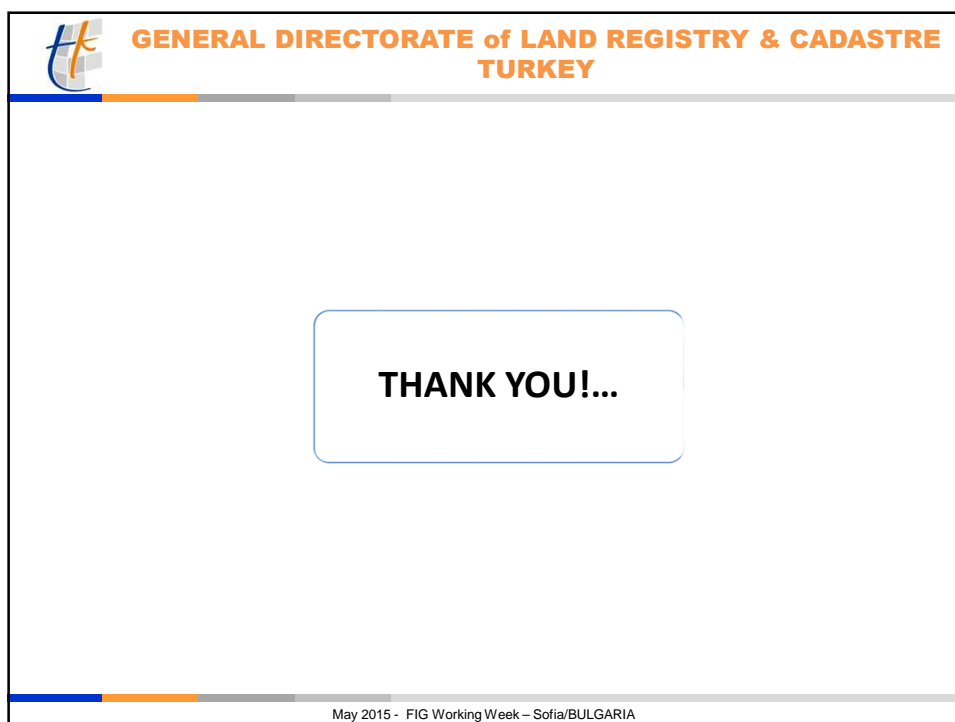 GENERAL DIRECTORATE of LAND REGISTRY & CADASTRE
TURKEY
THANK YOU!...
May 2015 - FIG Working Week – Sofia/BULGARIA